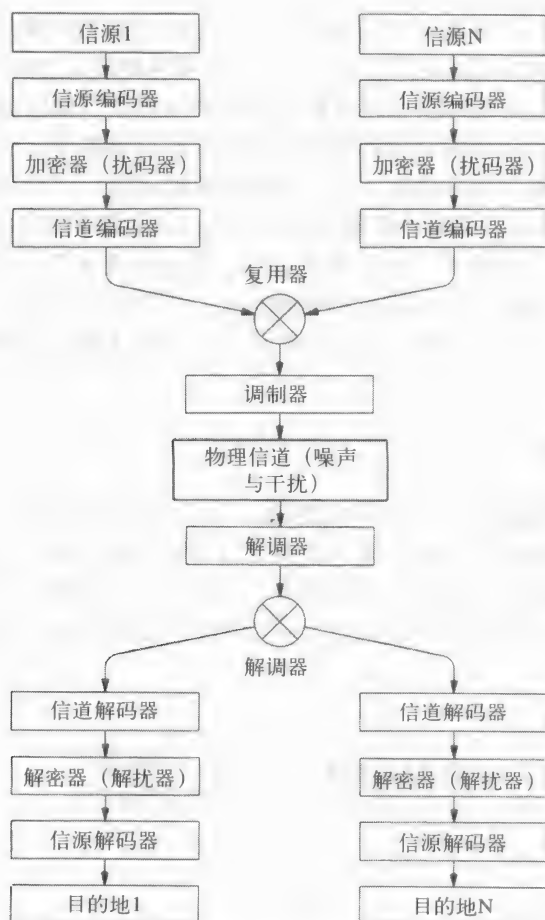 信源1
信源N
信源编码器
信源编码器
加密器（扰码器）
加密器（扰码器）
信道编码器
信道编码器
复用器
调制器
物理信道（噪声
与干扰）
解调器
解调器
信道解码器
信道解码器
解密器（解扰器）
解密器（解扰器）
信源解码器
信源解码器
目的地1
目的地N